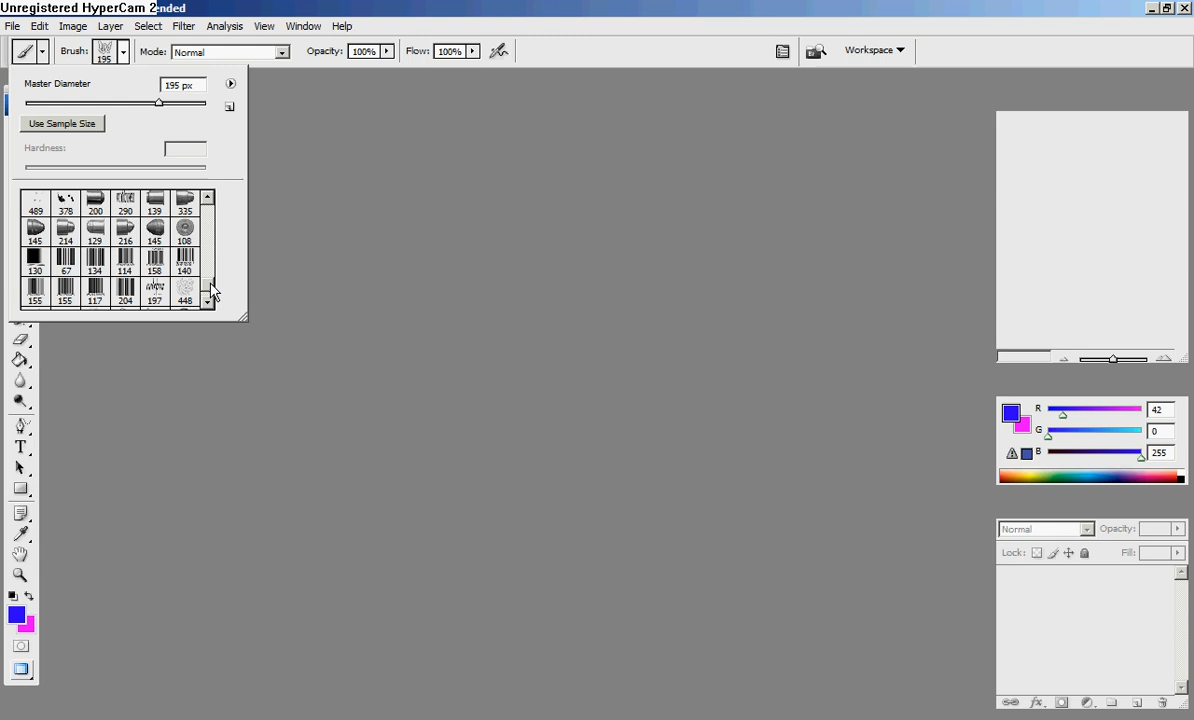 Unregistered HyperCam 2ended
File Edit Image Layer Select Filter Analysis View Window Help
Brush: 195 Mode: Normal Opacity: 100% Flow: 100% Workspace
Master Diameter 195 px
Use Sample Size
Hardness:
489 378 200 290 139 335
145 214 129 216 145 108
130 67 134 114 158 140
155 155 117 204 197 448
R 42
G 0
B 255
Normal Opacity:
Lock: Fill: